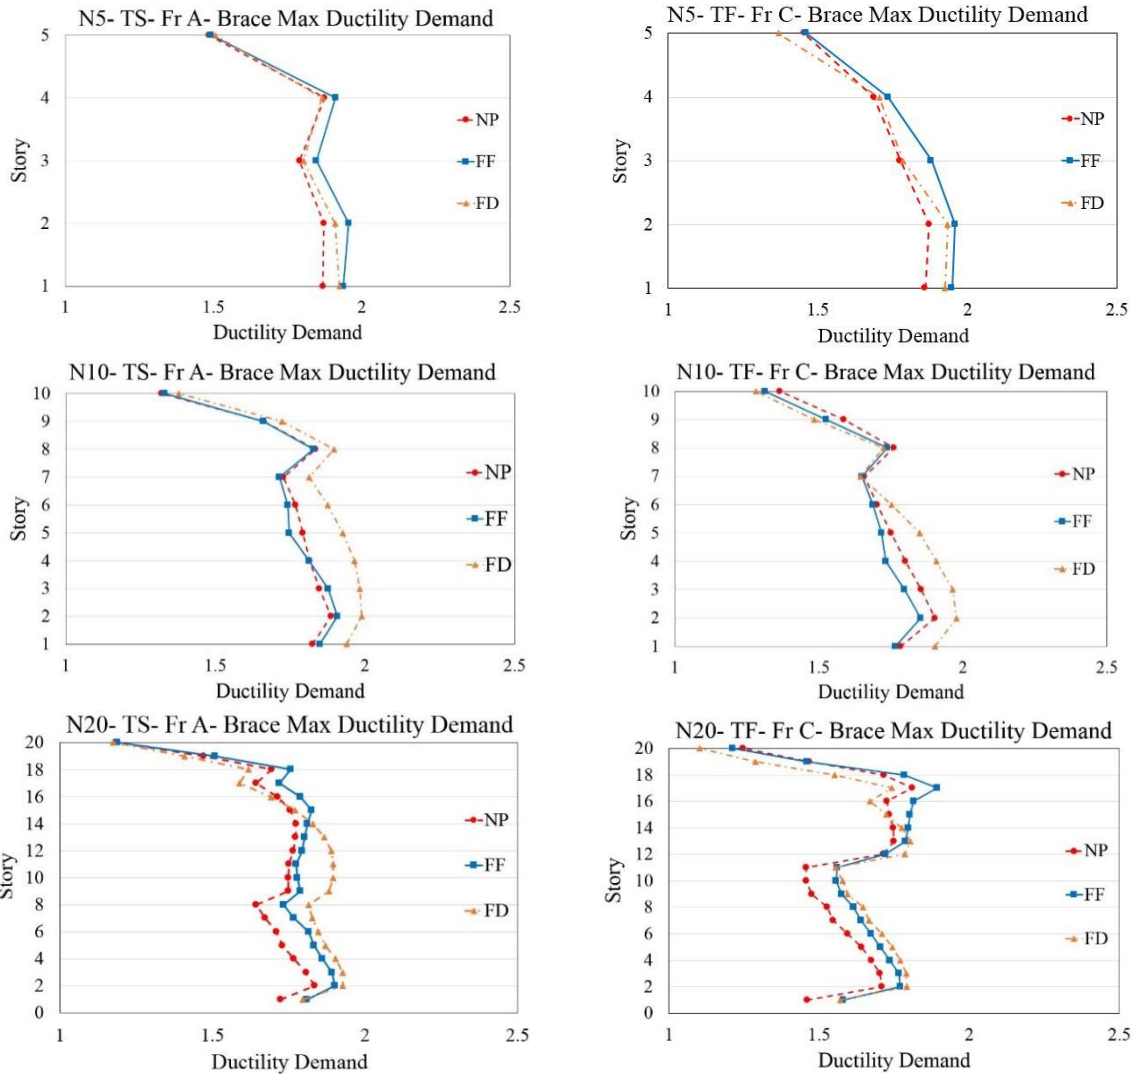 N5- TS- Fr A- Brace Max Ductility Demand
5
4
3
2
1
Story
1
1.5
2
2.5
Ductility Demand
NP
FF
FD
N5- TF- Fr C- Brace Max Ductility Demand
5
4
3
2
1
Story
1
1.5
2
2.5
Ductility Demand
NP
FF
FD
N10- TS- Fr A- Brace Max Ductility Demand
10
9
8
7
6
5
4
3
2
1
Story
1
1.5
2
2.5
Ductility Demand
NP
FF
FD
N10- TF- Fr C- Brace Max Ductility Demand
10
9
8
7
6
5
4
3
2
1
Story
1
1.5
2
2.5
Ductility Demand
NP
FF
FD
N20- TS- Fr A- Brace Max Ductility Demand
20
18
16
14
12
10
8
6
4
2
0
Story
1
1.5
2
2.5
Ductility Demand
NP
FF
FD
N20- TF- Fr C- Brace Max Ductility Demand
20
18
16
14
12
10
8
6
4
2
0
Story
1
1.5
2
2.5
Ductility Demand
NP
FF
FD